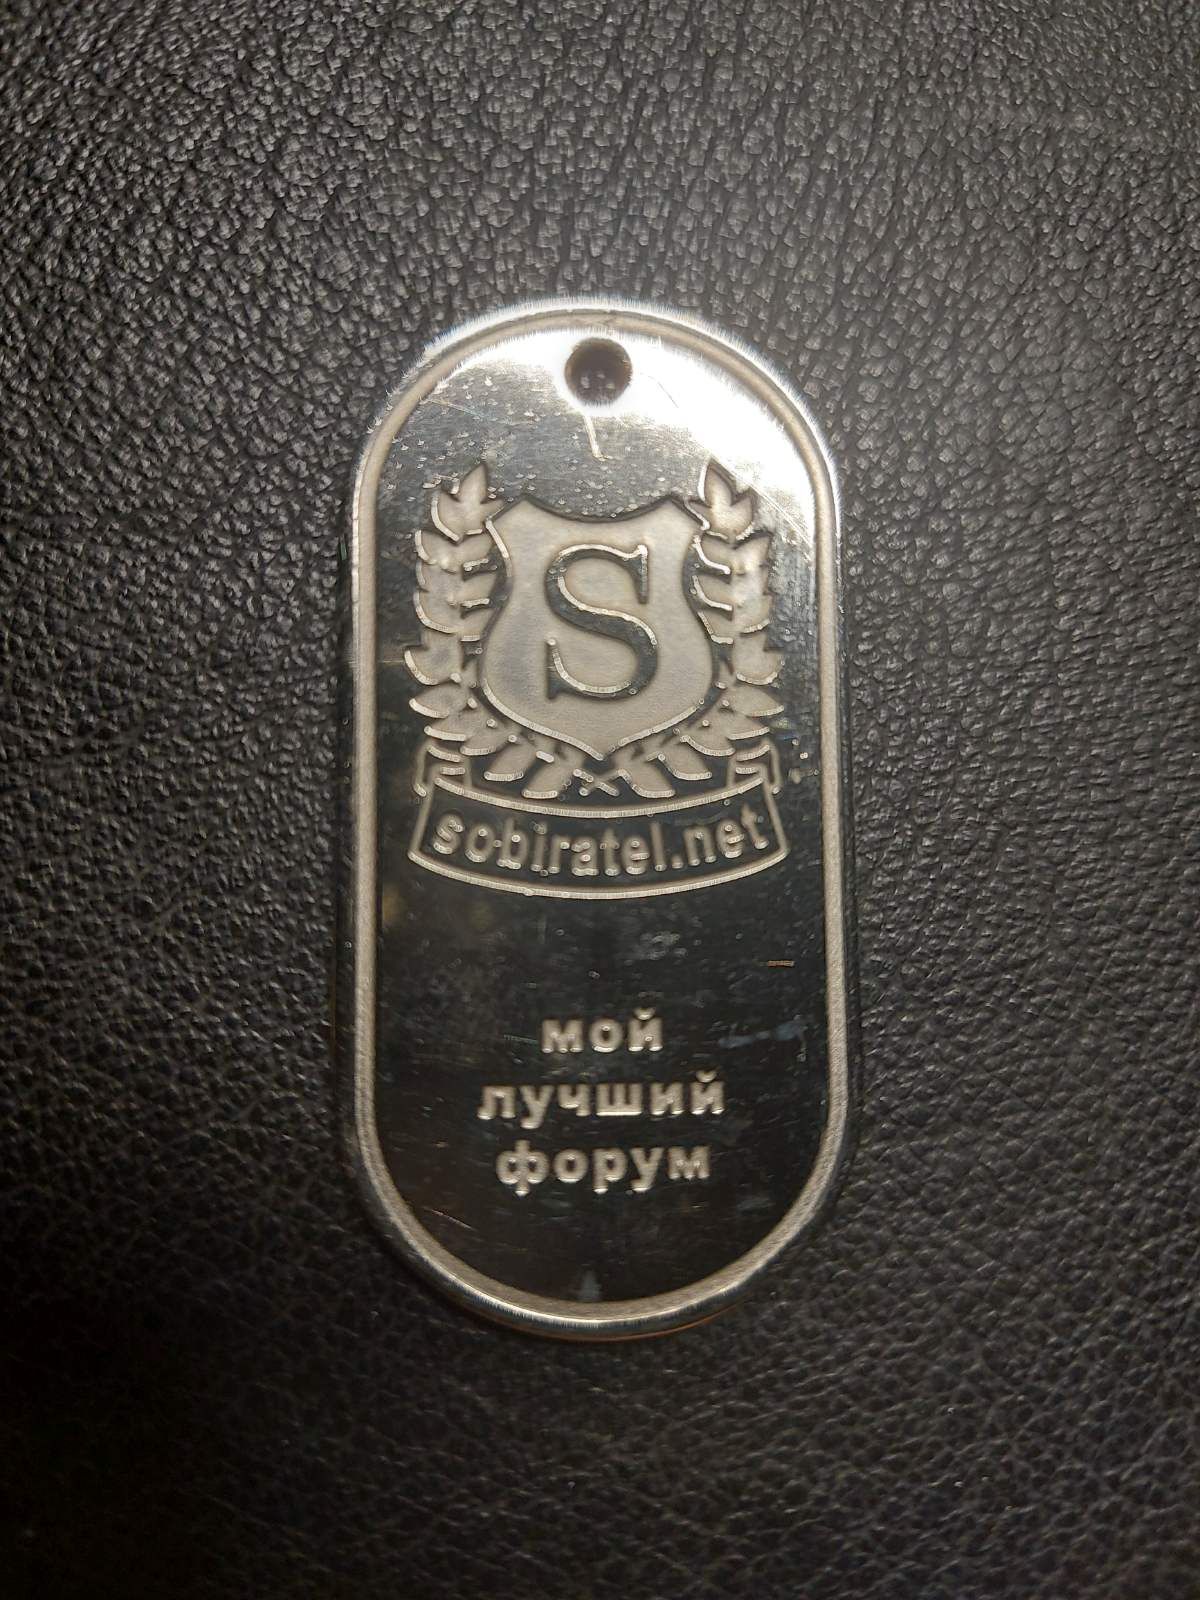 S
sobiratel.net
мой
лучший
форум